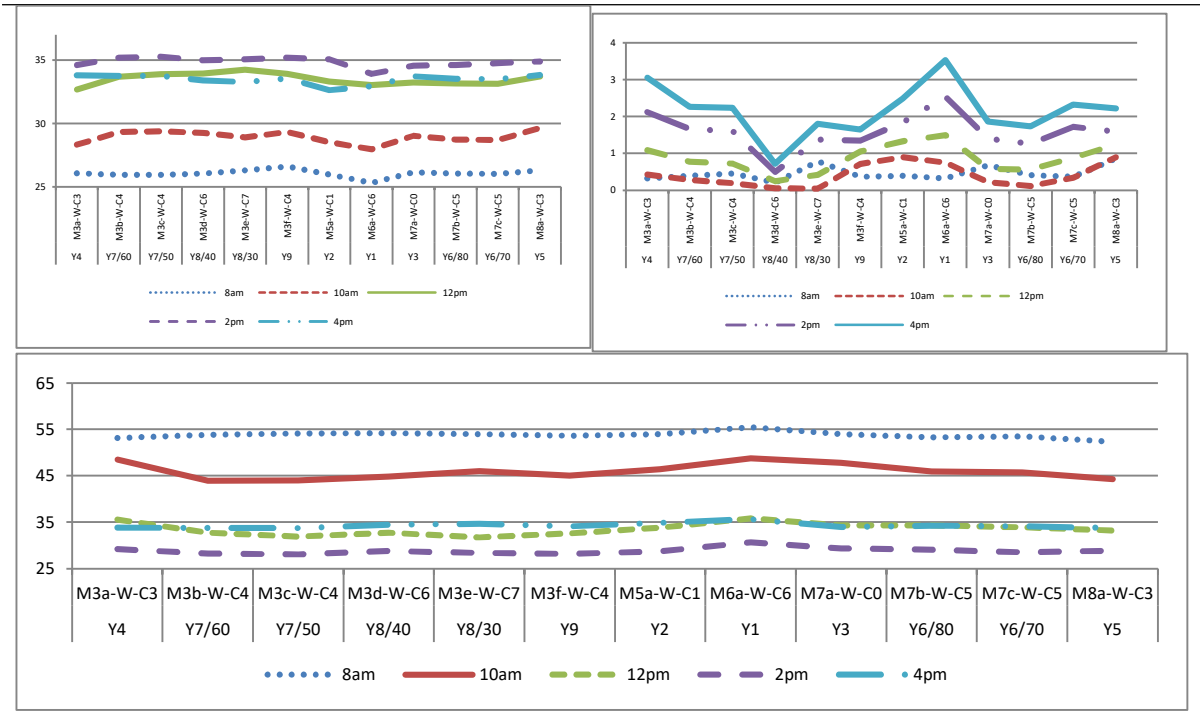 35
30
25
M3a-W-C3 M3b-W-C4 M3c-W-C4 M3d-W-C6 M3e-W-C7 M3f-W-C4 M5a-W-C1 M6a-W-C6 M7a-W-C0 M7b-W-C5 M7c-W-C5 M8a-W-C3
Y4 Y7/60 Y7/50 Y8/40 Y8/30 Y9 Y2 Y1 Y3 Y6/80 Y6/70 Y5
8am 10am 12pm
2pm 4pm
4
3
2
1
0
M3a-W-C3 M3b-W-C4 M3c-W-C4 M3d-W-C6 M3e-W-C7 M3f-W-C4 M5a-W-C1 M6a-W-C6 M7a-W-C0 M7b-W-C5 M7c-W-C5 M8a-W-C3
Y4 Y7/60 Y7/50 Y8/40 Y8/30 Y9 Y2 Y1 Y3 Y6/80 Y6/70 Y5
8am 10am 12pm
2pm 4pm
65
55
45
35
25
M3a-W-C3 M3b-W-C4 M3c-W-C4 M3d-W-C6 M3e-W-C7 M3f-W-C4 M5a-W-C1 M6a-W-C6 M7a-W-C0 M7b-W-C5 M7c-W-C5 M8a-W-C3
Y4 Y7/60 Y7/50 Y8/40 Y8/30 Y9 Y2 Y1 Y3 Y6/80 Y6/70 Y5
8am 10am 12pm 2pm 4pm